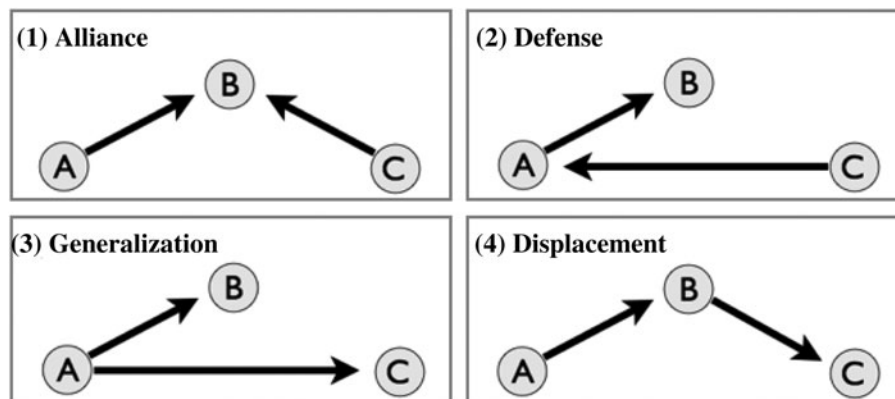 (1) Alliance
B
A
C
(2) Defense
B
A
C
(3) Generalization
B
A
C
(4) Displacement
B
A
C